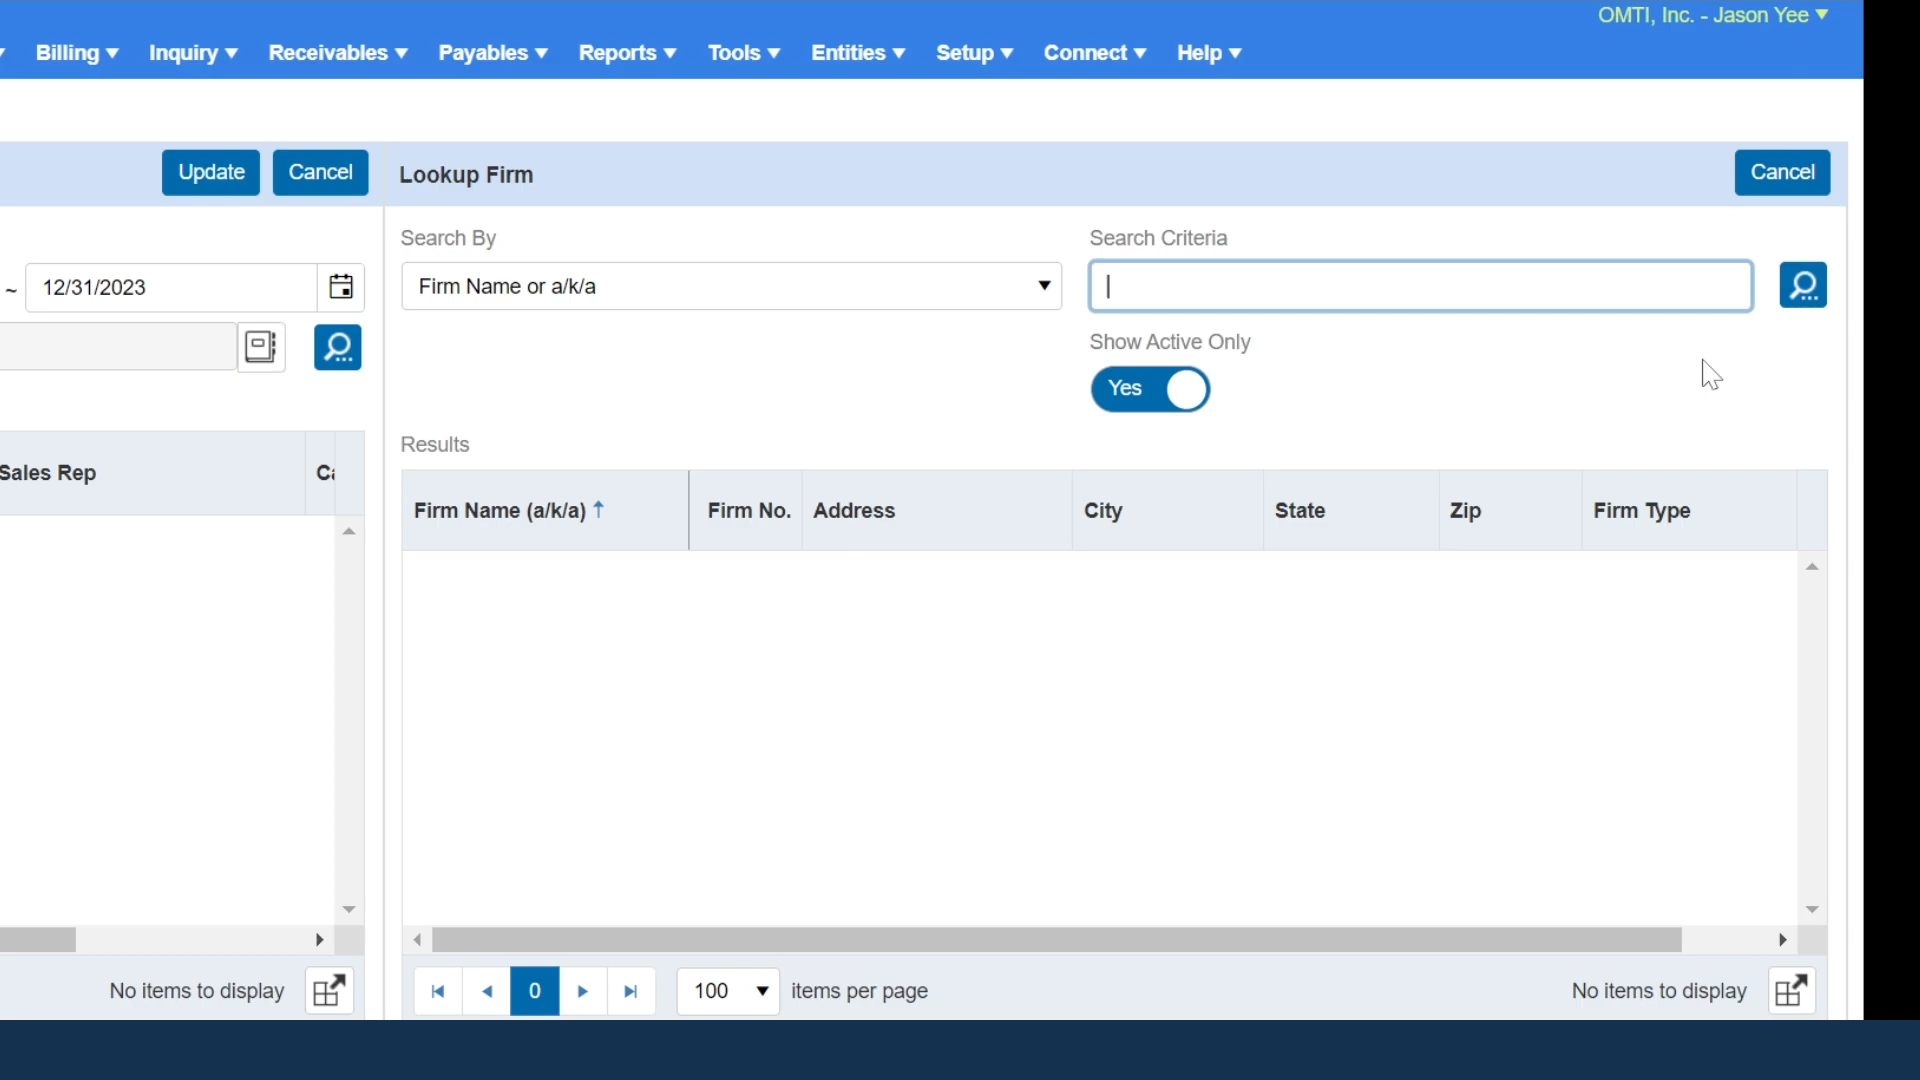 OMTI, Inc. - Jason Yee
Billing Inquiry Receivables Payables Reports Tools Entities Setup Connect Help
Update Cancel Lookup Firm Cancel
Search By Search Criteria
~ 12/31/2023 Firm Name or a/k/a
Show Active Only
Yes
Results
Sales Rep
Firm Name (a/k/a) Firm No. Address City State Zip Firm Type
No items to display 0 100 items per page No items to display